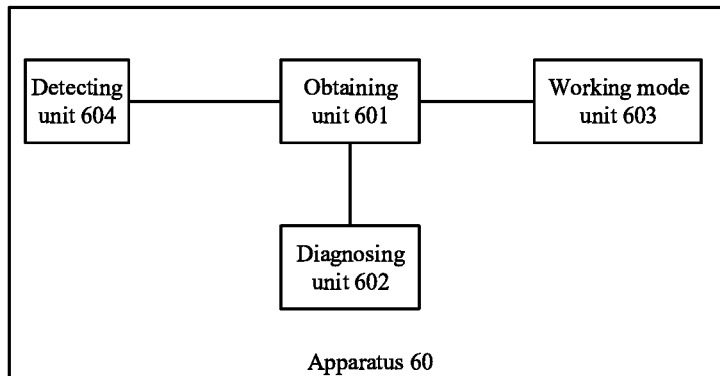 Detecting
unit 604
Obtaining
unit 601
Working mode
unit 603
Diagnosing
unit 602
Apparatus 60